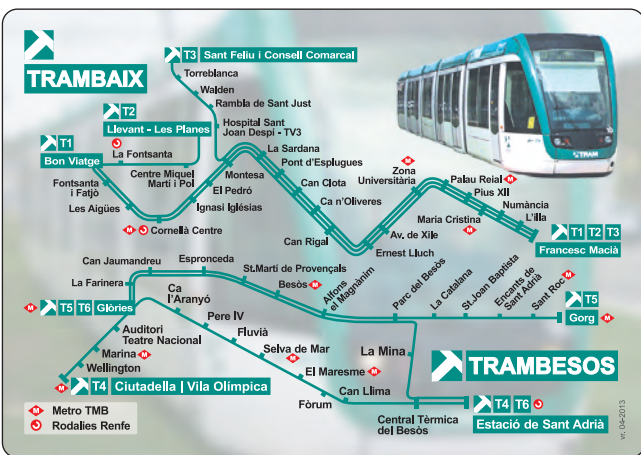 TRAMBAIX
T3 Sant Feliu i Consell Comarcal
Torreblanca
Walden
Rambla de Sant Just
Hospital Sant
Joan Despí - TV3
T2
Llevant - Les Planes
T1
Bon Viatge
La Fontsanta
Centre Miquel
Martí i Pol
Fontsanta
i Fatjò
Les Aigües
M Cornellà Centre
Ignasi Iglésias
El Pedró
Montesa
La Sardana
Pont d'Esplugues
Can Clota
Ca n'Oliveres
Can Rigal
Ernest Lluch
Av. de Xile
M
Zona
Universitària
Palau Reial M
Pius XII
Maria Cristina
M
Numància
L'illa
T1 T2 T3
Francesc Macià
TRAM
Can Jaumandreu
La Farinera
M T5 T6 Glòries
Espronceda
St.Martí de Provençals
Besòs M
Alfons
el Magnànim
Parc del Besòs
La Catalana
St.Joan Baptista
Encants de
Sant Adrià
Sant Roc M
T5
Gorg M
Ca
l'Aranyó
Pere IV
Fluvià
Selva de Mar
M
El Maresme M
Fòrum
Can Llima
La Mina
Central Tèrmica
del Besòs
Auditori
Teatre Nacional
Marina M
Wellington
M T4 Ciutadella | Vila Olímpica
TRAMBESOS
T4 T6
Estació de Sant Adrià
M Metro TMB
Rodalies Renfe
vr. 04-2013